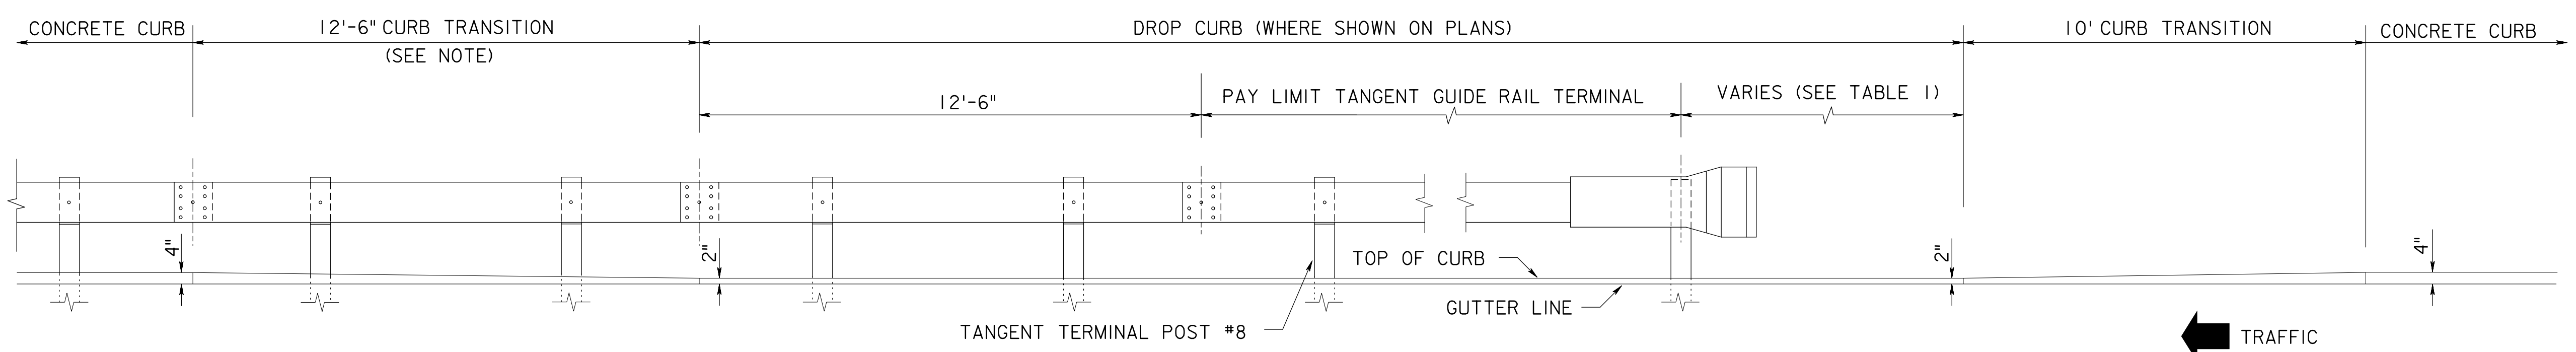 CONCRETE CURB
12'-6" CURB TRANSITION
(SEE NOTE)
DROP CURB (WHERE SHOWN ON PLANS)
10' CURB TRANSITION
CONCRETE CURB
12'-6"
PAY LIMIT TANGENT GUIDE RAIL TERMINAL
VARIES (SEE TABLE 1)
4"
2"
TOP OF CURB
2"
4"
GUTTER LINE
TANGENT TERMINAL POST #8
TRAFFIC